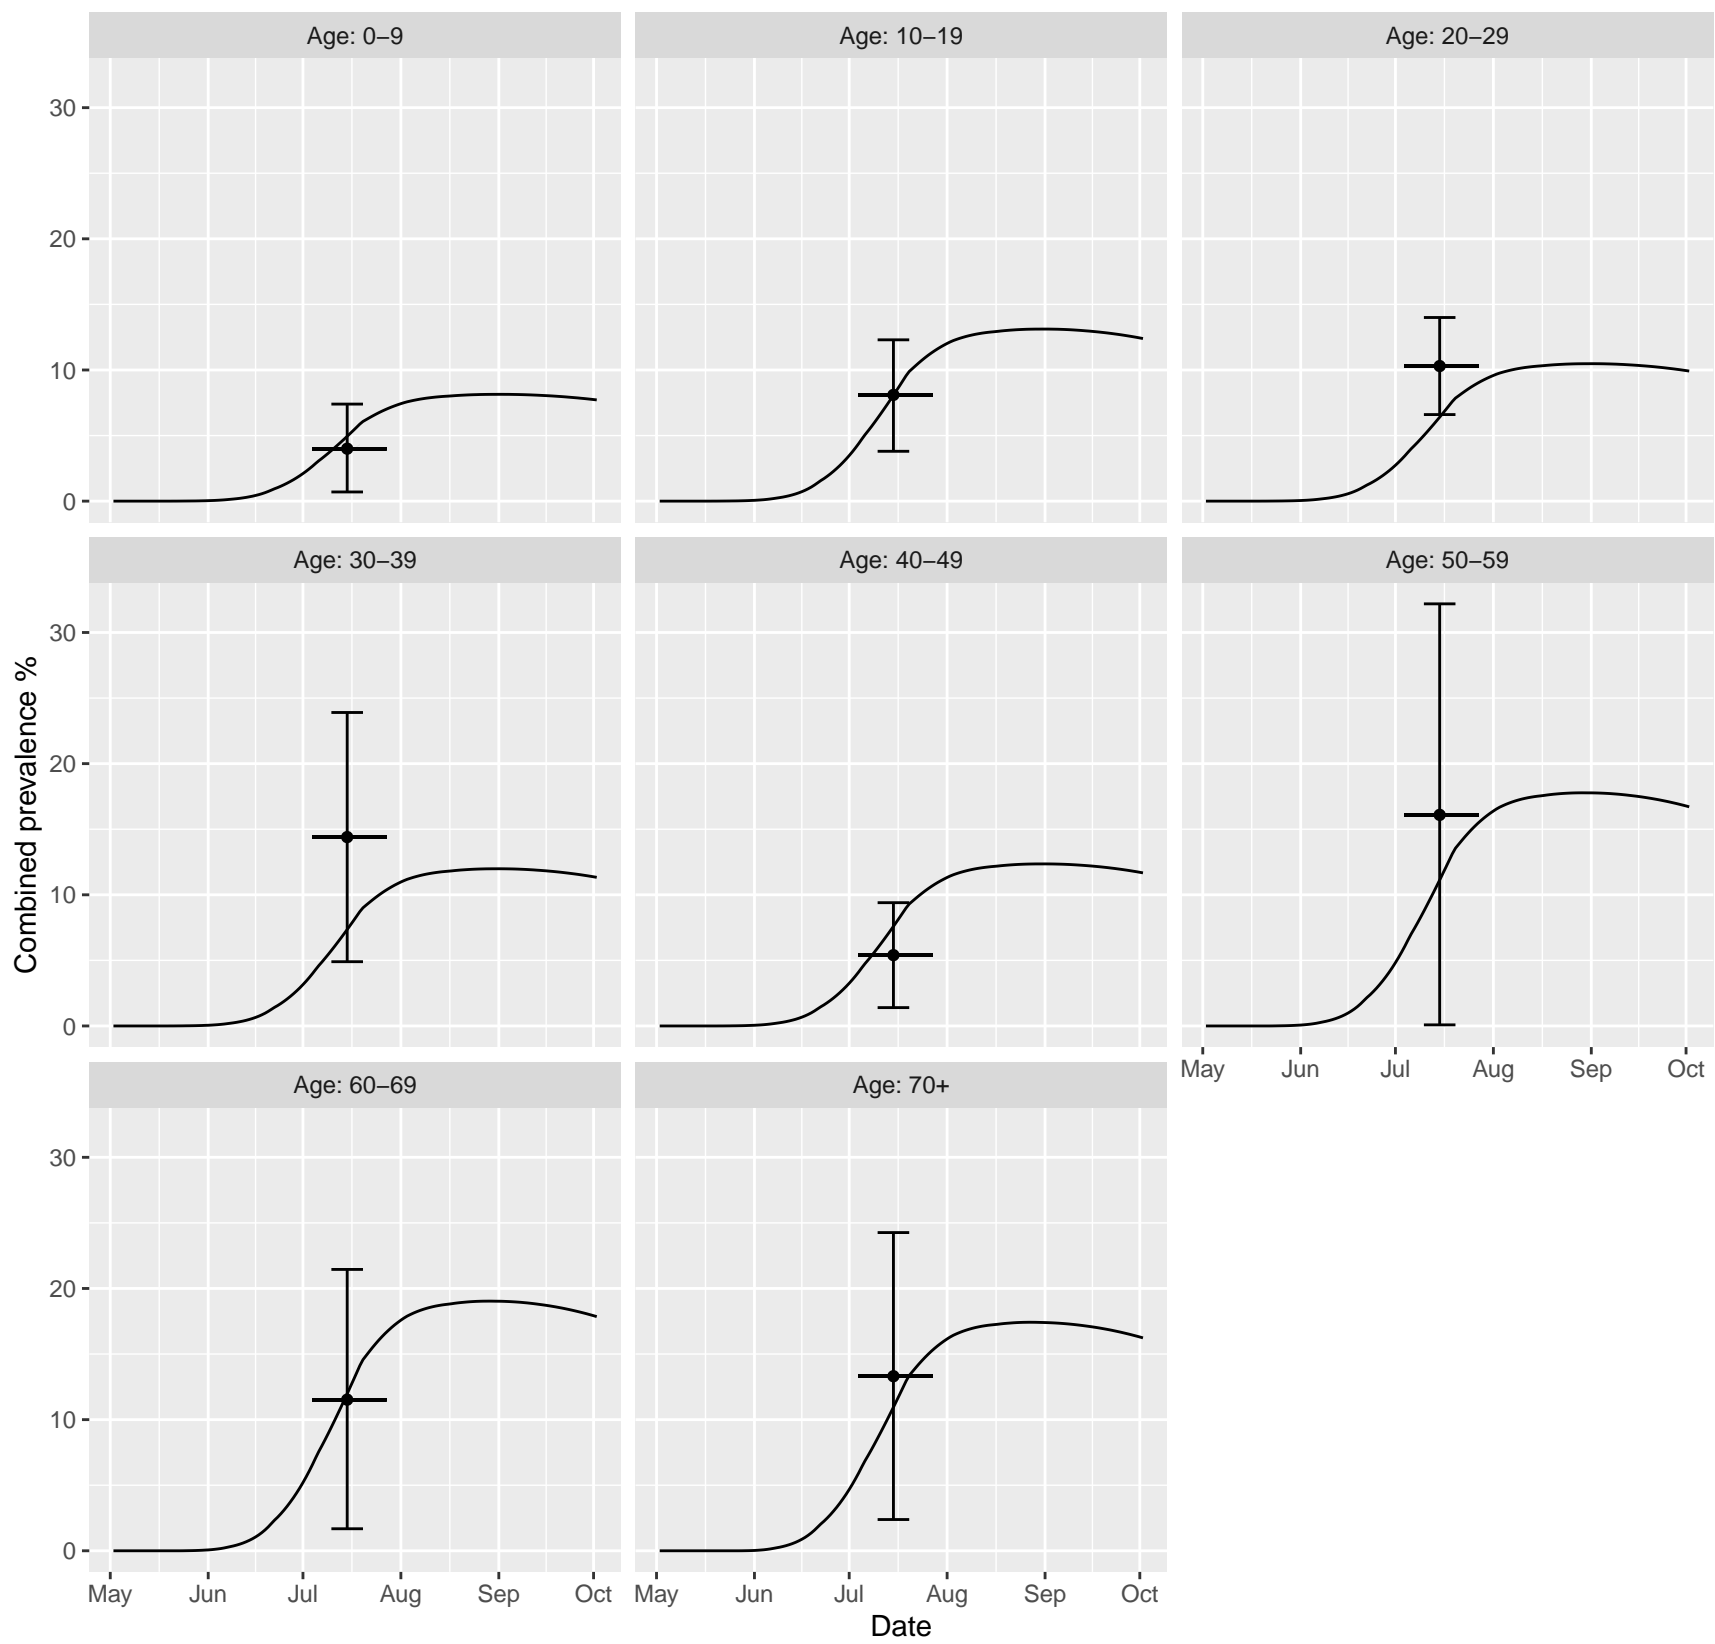 Age: 0–9
Age: 10–19
Age: 20–29
30
20
10
0
Age: 30–39
Age: 40–49
Age: 50–59
30
20
10
0
May Jun Jul Aug Sep Oct
Age: 60–69
Age: 70+
30
20
10
0
May Jun Jul Aug Sep Oct
May Jun Jul Aug Sep Oct
Combined prevalence %
Date